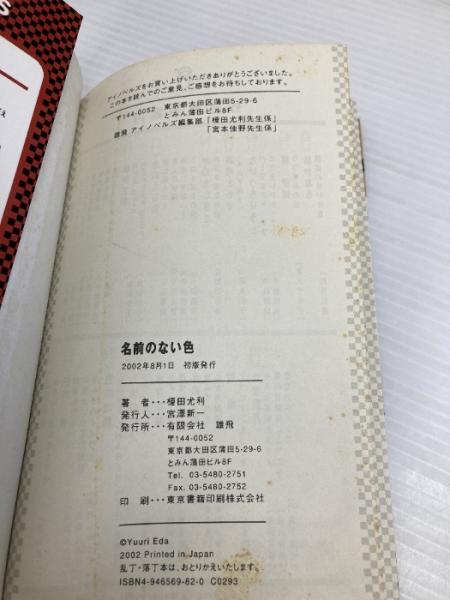 アイノベルズをお買い上げいただきありがとうございました。
この本を読んでのご意見、ご感想をお待ちしております。
〒144-0052　東京都大田区蒲田5-29-6
とみん蒲田ビル8F
雄飛 アイノベルズ編集部「榎田尤利先生係」
「宮本佳野先生係」
名前のない色
2002年8月1日　初版発行
著　者・・・榎田尤利
発行人・・・宮澤新一
発行所・・・有限会社　雄飛
〒144-0052
東京都大田区蒲田5-29-6
とみん蒲田ビル8F
Tel.　03-5480-2751
Fax.　03-5480-2752
印　刷・・・東京書籍印刷株式会社
©Yuuri Eda
2002 Printed in Japan
乱丁・落丁本は、おとりかえいたします。
ISBN4-946569-82-0　C0293